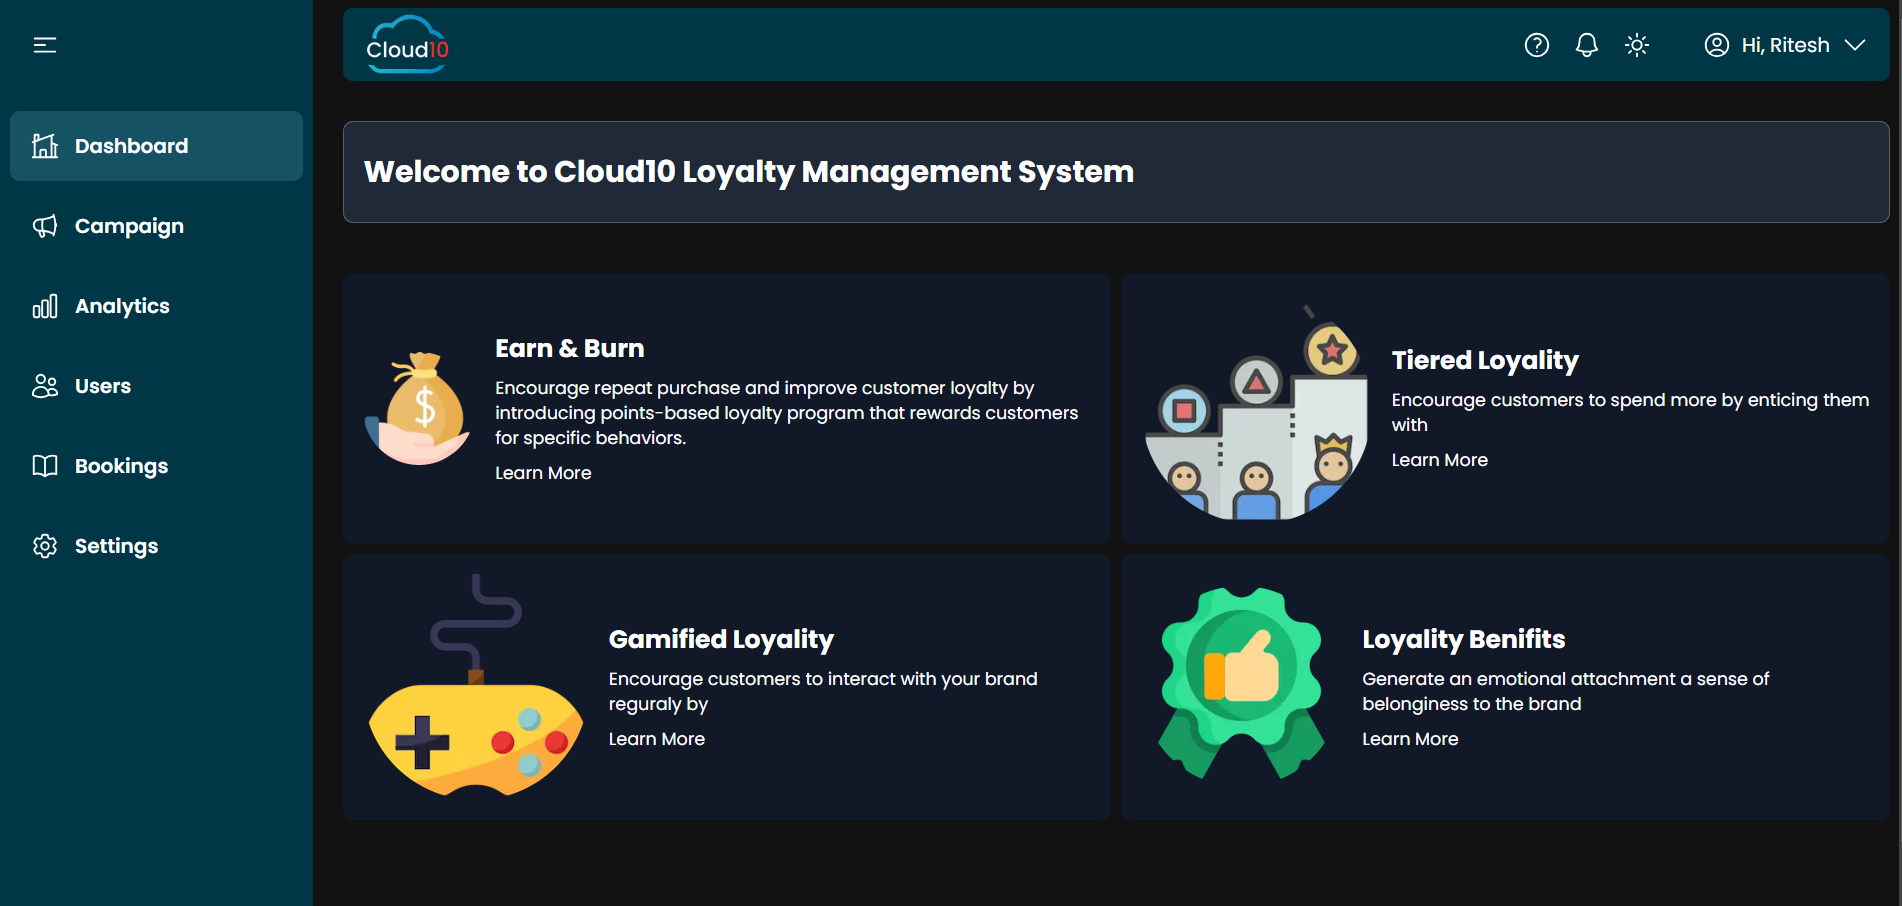 Cloud10
Hi, Ritesh
Dashboard
Campaign
Analytics
Users
Bookings
Settings
Welcome to Cloud10 Loyalty Management System
Earn & Burn
Encourage repeat purchase and improve customer loyalty by
introducing points-based loyalty program that rewards customers
for specific behaviors.
Learn More
Tiered Loyality
Encourage customers to spend more by enticing them
with
Learn More
Gamified Loyality
Encourage customers to interact with your brand
reguraly by
Learn More
Loyality Benifits
Generate an emotional attachment a sense of
belonginess to the brand
Learn More